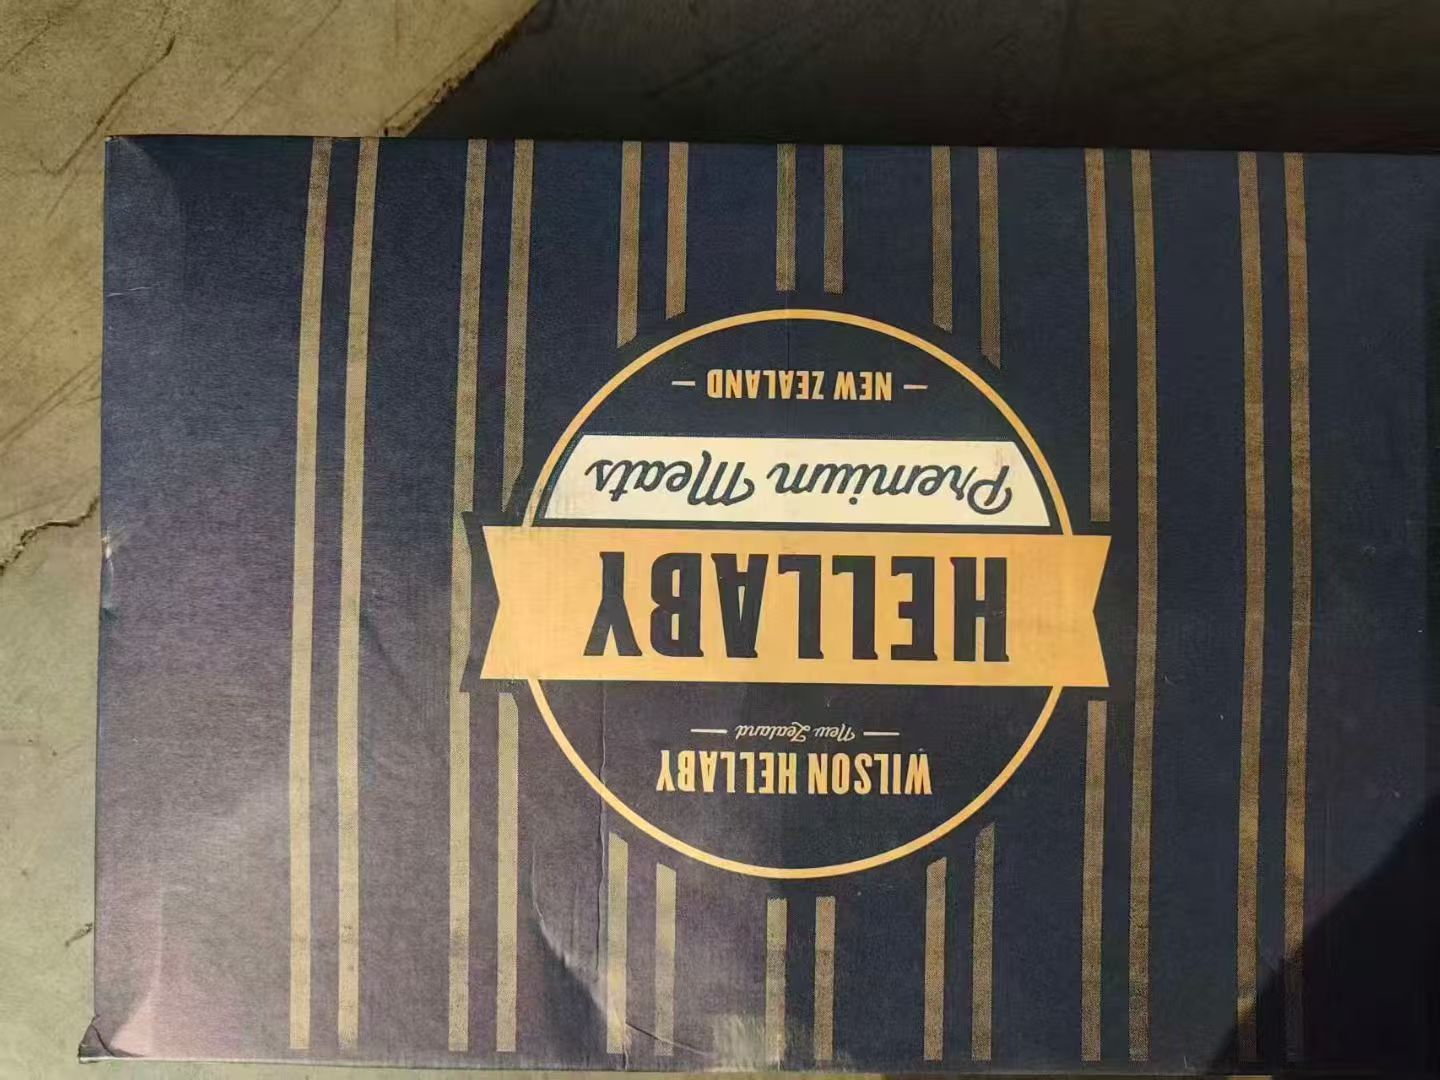 WILSON HELLABY
New Zealand
HELLABY
Premium Meats
NEW ZEALAND